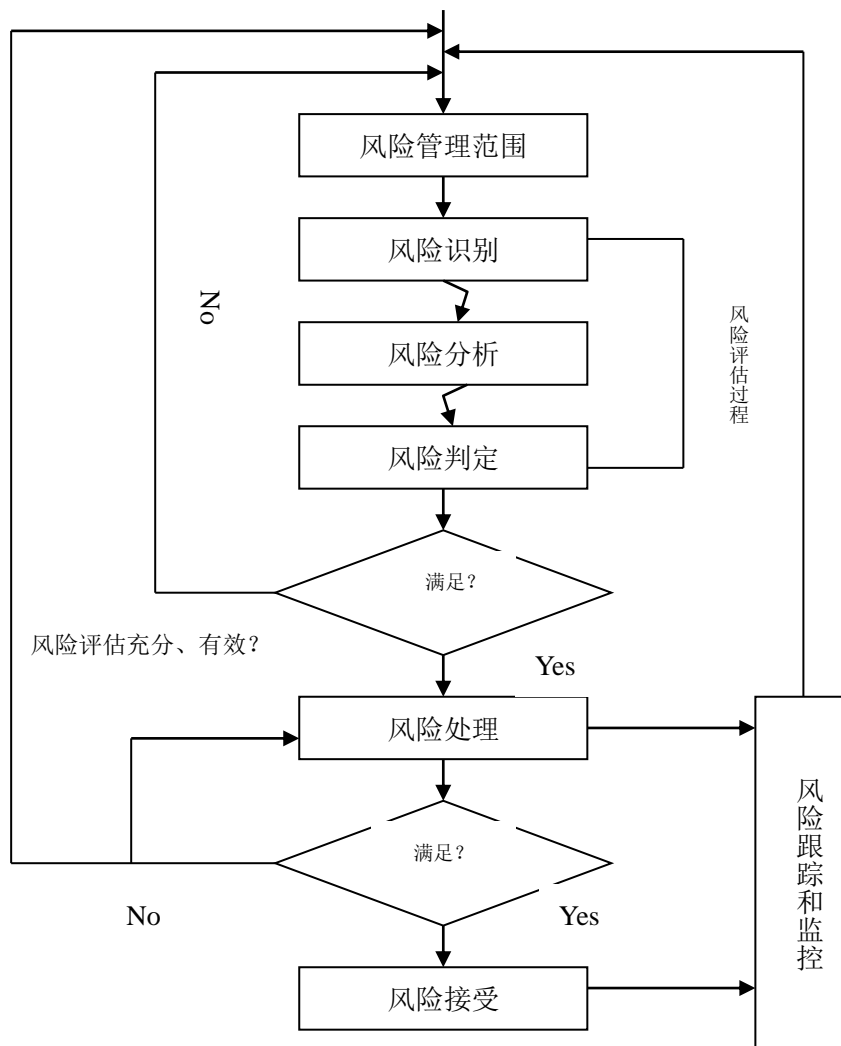 风险管理范围
风险识别
No
风险评估过程
风险分析
风险判定
满足？
风险评估充分、有效？
Yes
风险处理
风险跟踪和监控
满足？
No
Yes
风险接受